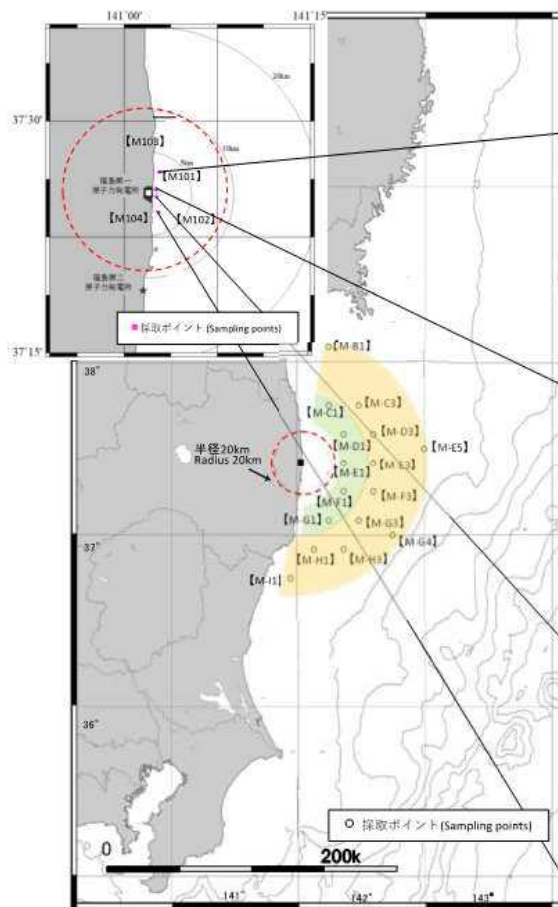 141°00'
141°15'
20km
37°30'
【M103】
10km
5km
【M101】
福島第一
原子力発電所
【M104】
【M102】
福島第二
原子力発電所
採取ポイント(Sampling points)
37°15'
【M-B1】
38°
【M-C3】
【M-C1】
【M-D3】
【M-D1】
【M-E5】
半径20km
Radius 20km
【M-E3】
【M-E1】
【M-F3】
【M-F1】
【M-G1】
【M-G3】
37°
【M-G4】
【M-H1】
【M-H3】
【M-I1】
36°
採取ポイント(Sampling points)
0
200k
141°
142°
143°